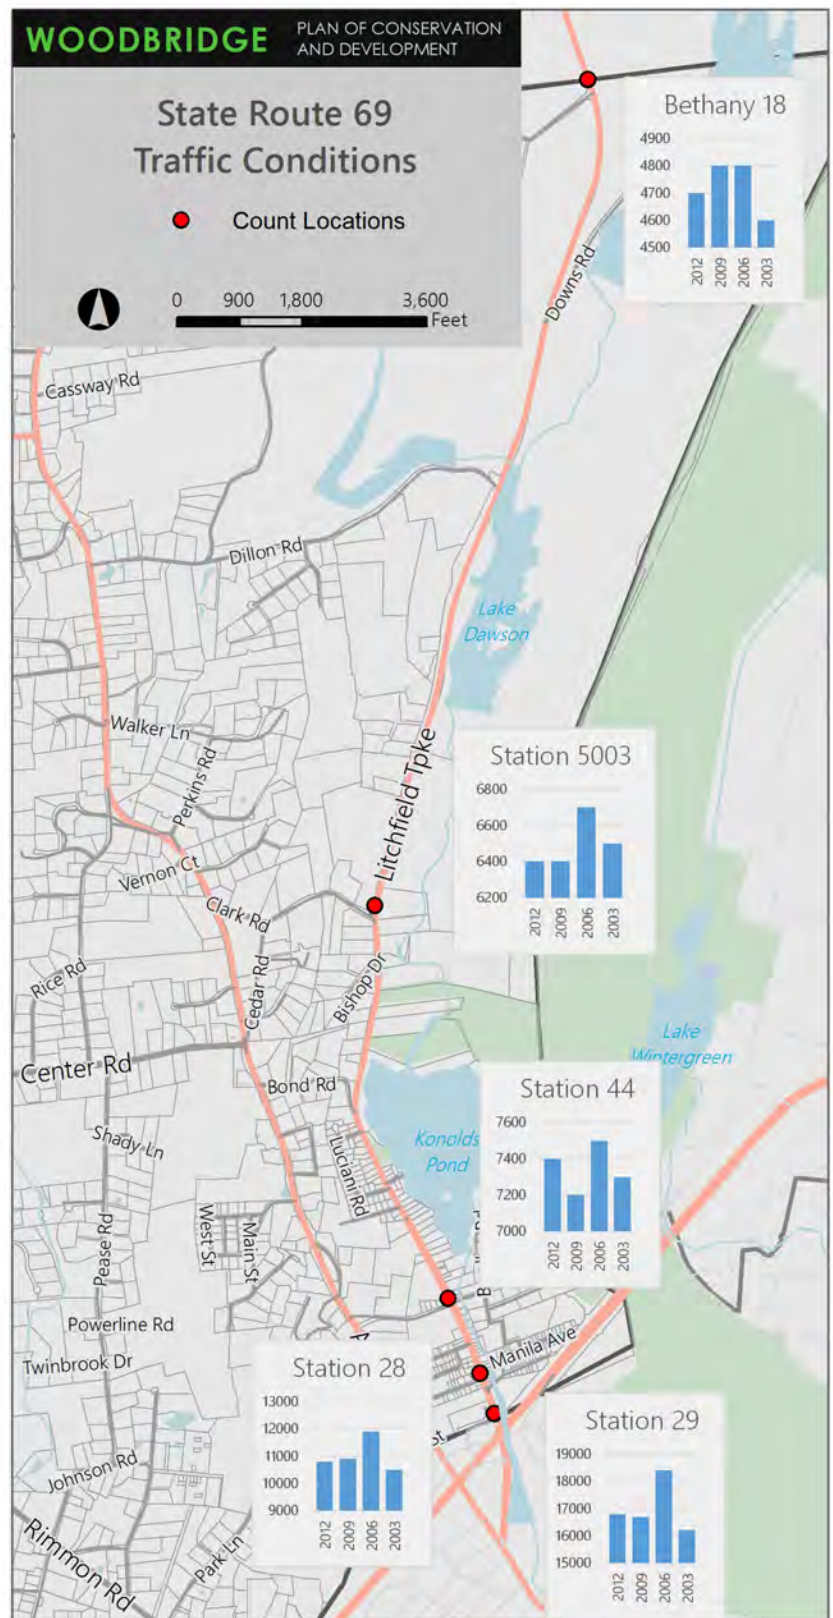 WOODBRIDGE
PLAN OF CONSERVATION
AND DEVELOPMENT
State Route 69
Traffic Conditions
Count Locations
0 900 1,800 3,600
Feet
Bethany 18
4900
4800
4700
4600
4500
2012 2009 2006 2003
Downs Rd
Cassway Rd
Dillon Rd
Lake
Dawson
Walker Ln
Perkins Rd
Litchfield Tpke
Station 5003
6800
6600
6400
6200
2012 2009 2006 2003
Vernon Ct
Clark Rd
Rice Rd
Cedar Rd
Bishop Dr
Center Rd
Lake
Wintergreen
Bond Rd
Station 44
7600
7400
7200
7000
2012 2009 2006 2003
Shady Ln
Konolds
Pond
Luciani Rd
West St
Main St
Pease Rd
Powerline Rd
Twinbrook Dr
Manila Ave
Station 28
13000
12000
11000
10000
9000
2012 2009 2006 2003
St
Station 29
19000
18000
17000
16000
15000
2012 2009 2006 2003
Johnson Rd
Rimmon Rd
Park Ln